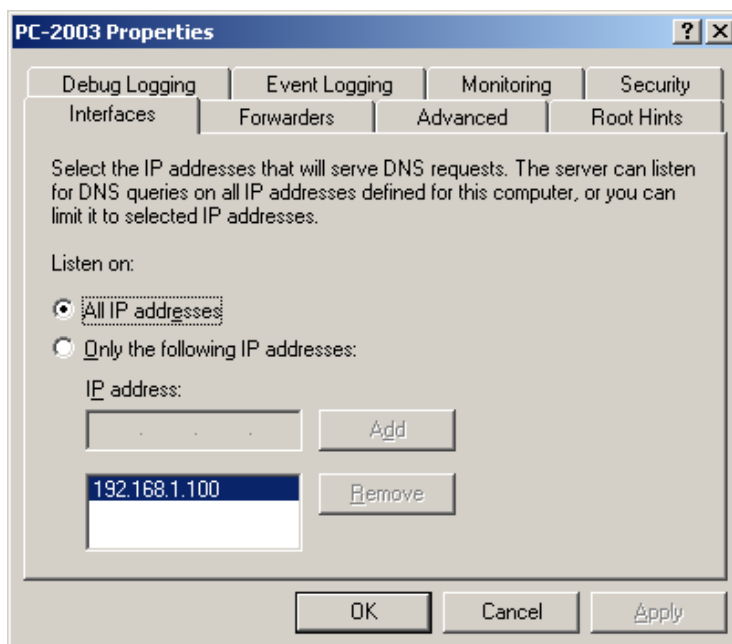 PC-2003 Properties
Debug Logging
Event Logging
Monitoring
Security
Interfaces
Forwarders
Advanced
Root Hints
Select the IP addresses that will serve DNS requests. The server can listen
for DNS queries on all IP addresses defined for this computer, or you can
limit it to selected IP addresses.
Listen on:
All IP addresses
Only the following IP addresses:
IP address:
Add
192.168.1.100
Remove
OK
Cancel
Apply